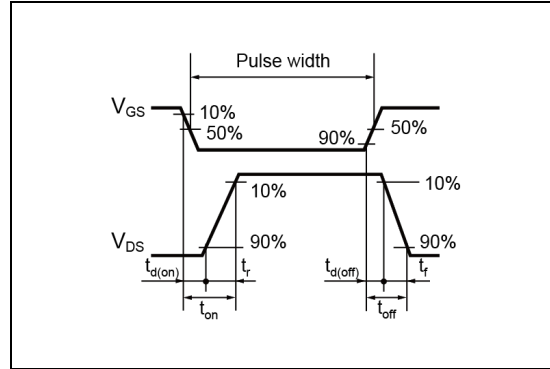 Pulse width
VGS
10%
50%
90%
50%
10%
10%
VDS
90%
90%
td(on)
tr
td(off)
tf
ton
toff